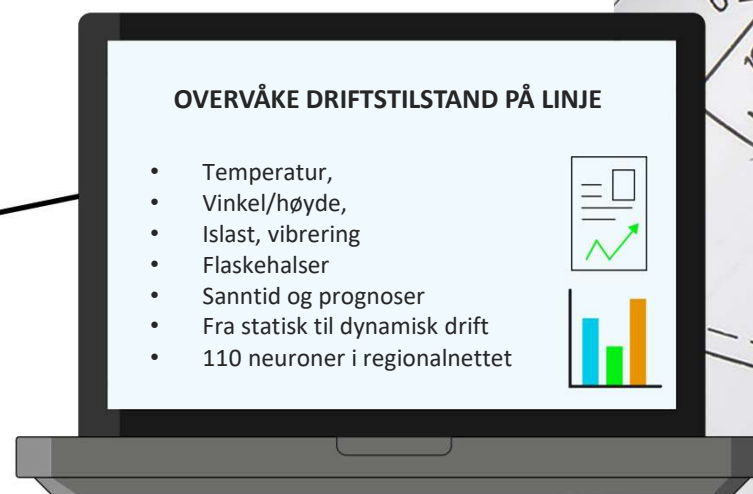 OVERVÅKE DRIFTSTILSTAND PÅ LINJE
• Temperatur,
• Vinkel/høyde,
• Islast, vibrering
• Flaskehalser
• Sanntid og prognoser
• Fra statisk til dynamisk drift
• 110 neuroner i regionalnettet